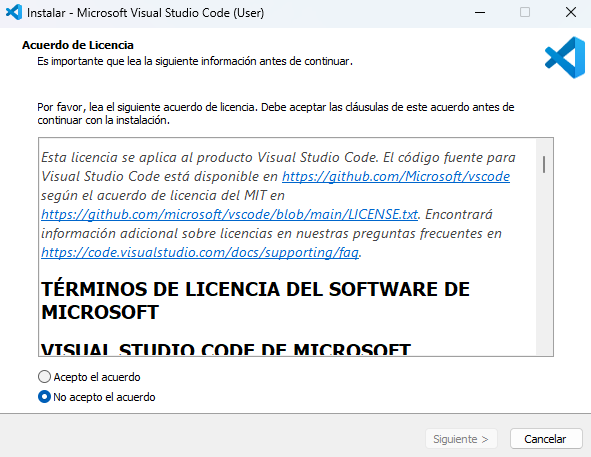 Instalar - Microsoft Visual Studio Code (User)
Acuerdo de Licencia
Es importante que lea la siguiente información antes de continuar.
Por favor, lea el siguiente acuerdo de licencia. Debe aceptar las cláusulas de este acuerdo antes de
continuar con la instalación.
Esta licencia se aplica al producto Visual Studio Code. El código fuente para
Visual Studio Code está disponible en https://github.com/Microsoft/vscode
según el acuerdo de licencia del MIT en
https://github.com/microsoft/vscode/blob/main/LICENSE.txt. Encontrará
información adicional sobre licencias en nuestras preguntas frecuentes en
https://code.visualstudio.com/docs/supporting/faq.
TÉRMINOS DE LICENCIA DEL SOFTWARE DE
MICROSOFT
VISUAL STUDIO CODE DE MICROSOFT
Acepto el acuerdo
No acepto el acuerdo
Siguiente >
Cancelar